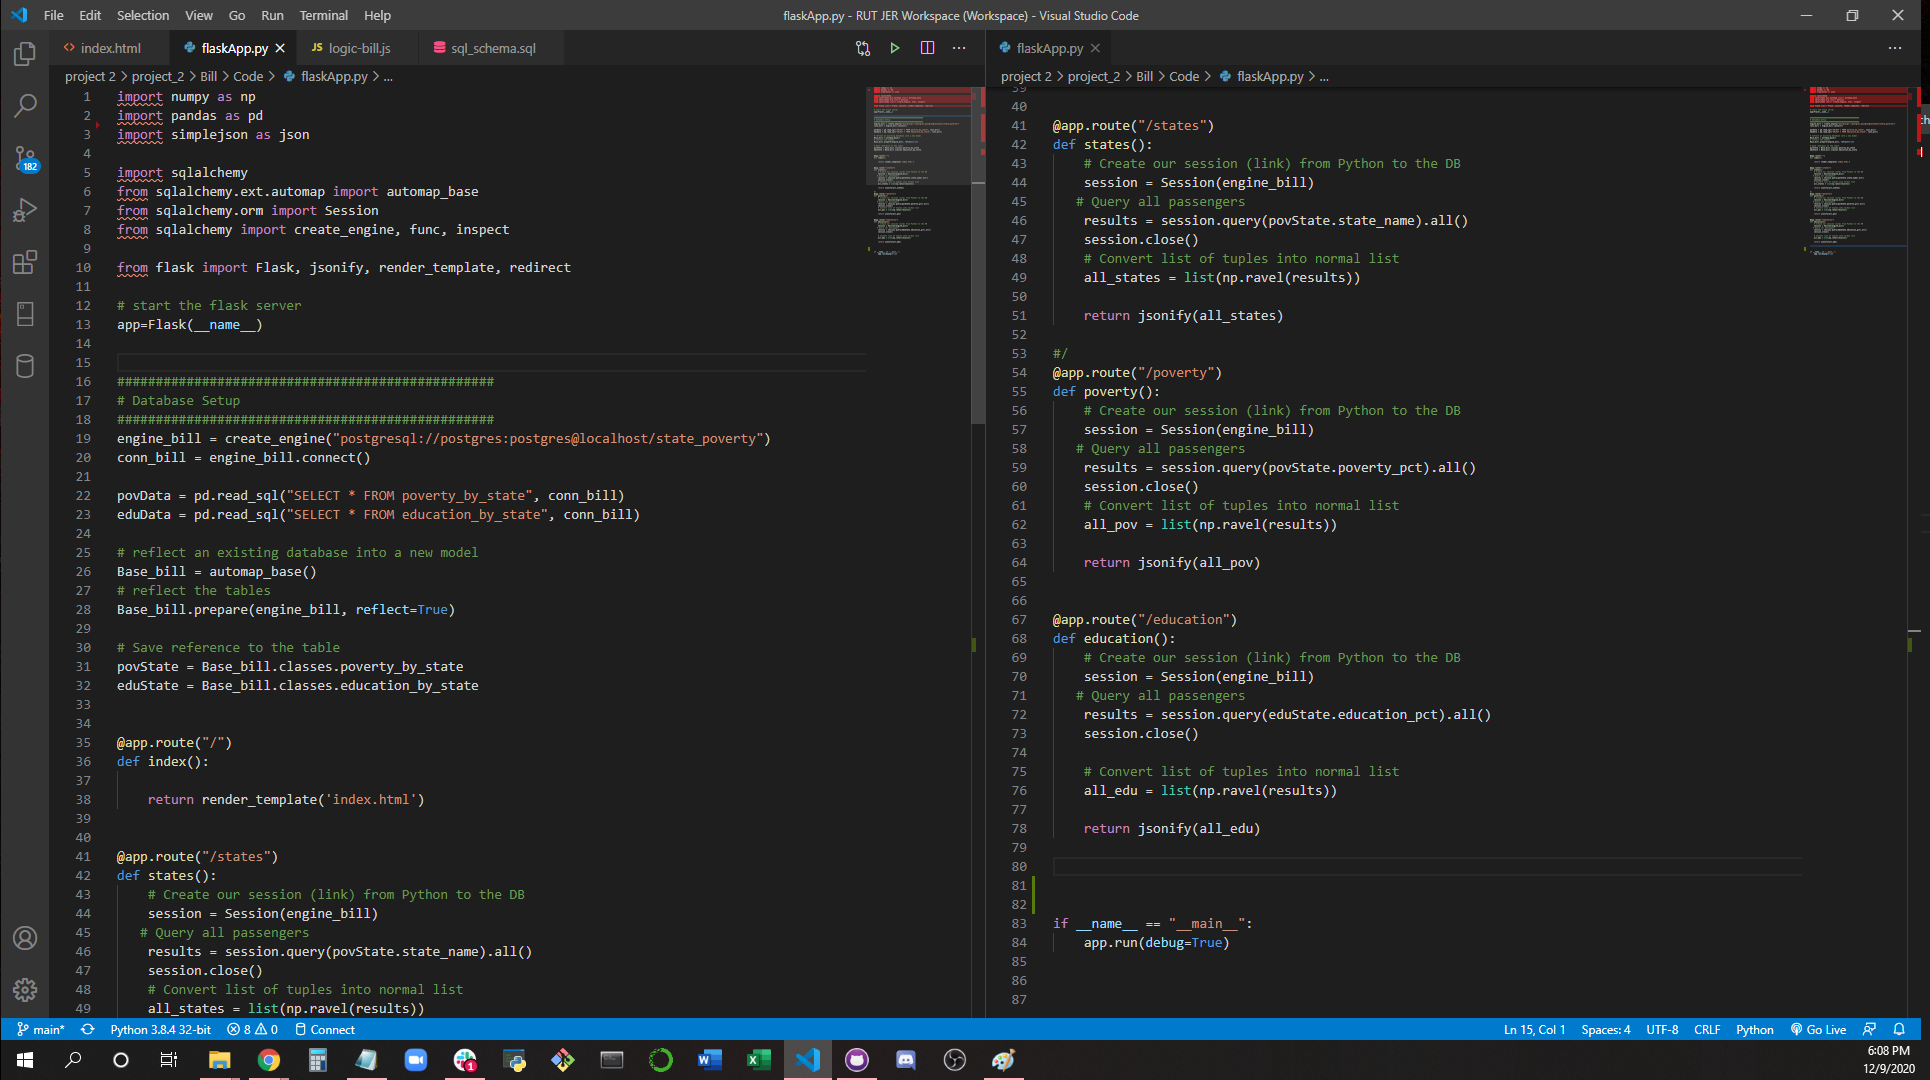 File Edit Selection View Go Run Terminal Help flaskApp.py - RUT JER Workspace (Workspace) - Visual Studio Code
index.html flaskApp.py JS logic-bill.js sql_schema.sql
project 2 > project_2 > Bill > Code > flaskApp.py > ...
1 import numpy as np
2 import pandas as pd
3 import simplejson as json
4
5 import sqlalchemy
6 from sqlalchemy.ext.automap import automap_base
7 from sqlalchemy.orm import Session
8 from sqlalchemy import create_engine, func, inspect
9
10 from flask import Flask, jsonify, render_template, redirect
11
12 # start the flask server
13 app=Flask(__name__)
14
15
16 #################################################
17 # Database Setup
18 #################################################
19 engine_bill = create_engine("postgresql://postgres:postgres@localhost/state_poverty")
20 conn_bill = engine_bill.connect()
21
22 povData = pd.read_sql("SELECT * FROM poverty_by_state", conn_bill)
23 eduData = pd.read_sql("SELECT * FROM education_by_state", conn_bill)
24
25 # reflect an existing database into a new model
26 Base_bill = automap_base()
27 # reflect the tables
28 Base_bill.prepare(engine_bill, reflect=True)
29
30 # Save reference to the table
31 povState = Base_bill.classes.poverty_by_state
32 eduState = Base_bill.classes.education_by_state
33
34
35 @app.route("/")
36 def index():
37
38     return render_template('index.html')
39
40
41 @app.route("/states")
42 def states():
43     # Create our session (link) from Python to the DB
44     session = Session(engine_bill)
45    # Query all passengers
46     results = session.query(povState.state_name).all()
47     session.close()
48     # Convert list of tuples into normal list
49     all_states = list(np.ravel(results))
flaskApp.py
project 2 > project_2 > Bill > Code > flaskApp.py > ...
39
40
41 @app.route("/states")
42 def states():
43     # Create our session (link) from Python to the DB
44     session = Session(engine_bill)
45    # Query all passengers
46     results = session.query(povState.state_name).all()
47     session.close()
48     # Convert list of tuples into normal list
49     all_states = list(np.ravel(results))
50
51     return jsonify(all_states)
52
53 #/
54 @app.route("/poverty")
55 def poverty():
56     # Create our session (link) from Python to the DB
57     session = Session(engine_bill)
58    # Query all passengers
59     results = session.query(povState.poverty_pct).all()
60     session.close()
61     # Convert list of tuples into normal list
62     all_pov = list(np.ravel(results))
63
64     return jsonify(all_pov)
65
66
67 @app.route("/education")
68 def education():
69     # Create our session (link) from Python to the DB
70     session = Session(engine_bill)
71    # Query all passengers
72     results = session.query(eduState.education_pct).all()
73     session.close()
74
75     # Convert list of tuples into normal list
76     all_edu = list(np.ravel(results))
77
78     return jsonify(all_edu)
79
80
81
82
83 if __name__ == "__main__":
84     app.run(debug=True)
85
86
87
182
main* Python 3.8.4 32-bit 8 0 Connect Ln 15, Col 1 Spaces: 4 UTF-8 CRLF Python Go Live
1
6:08 PM
12/9/2020